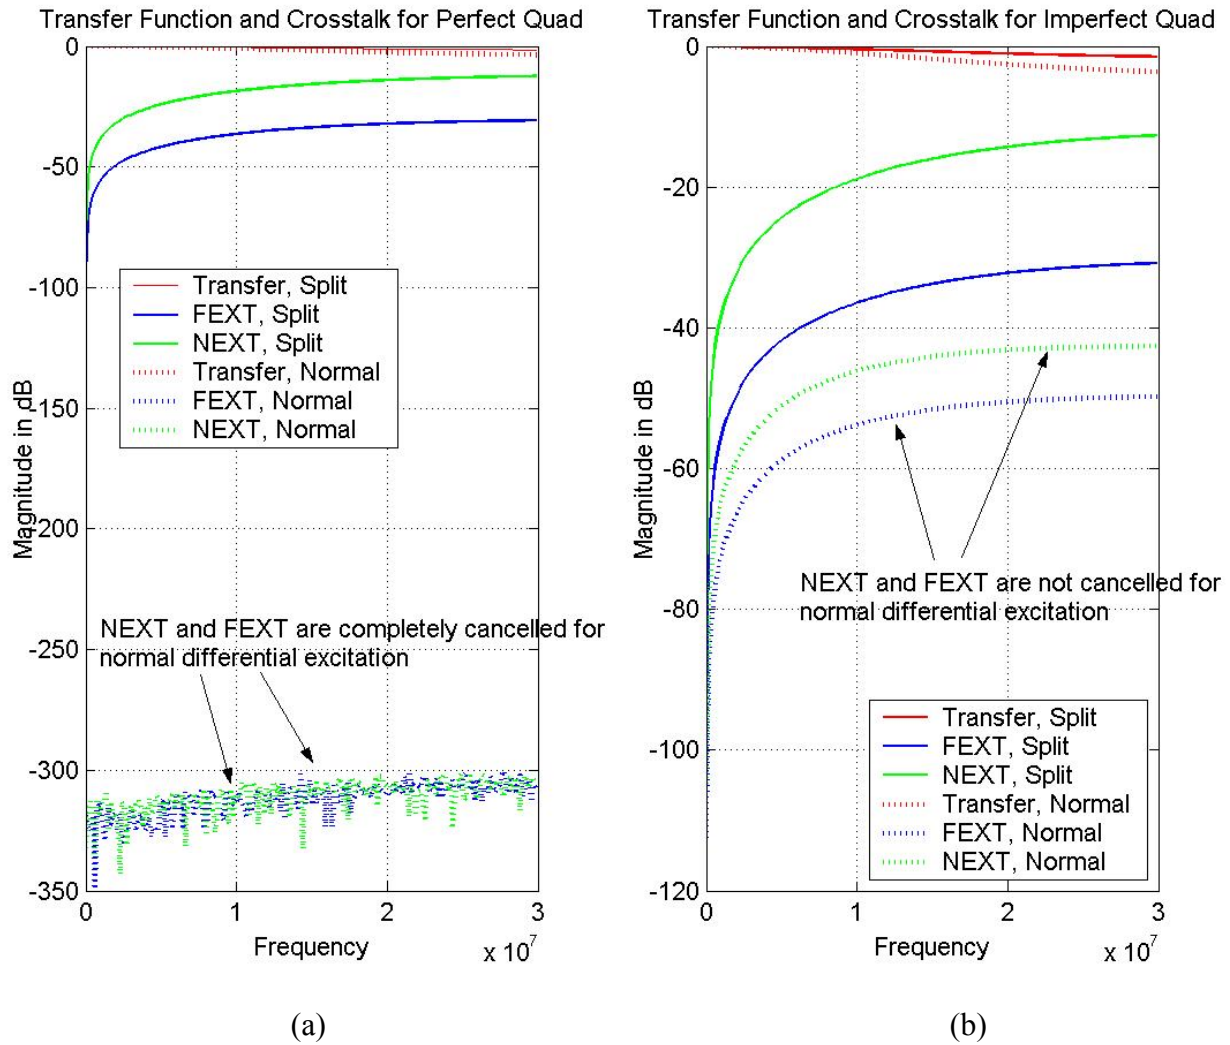 Transfer Function and Crosstalk for Perfect Quad
0
-50
-100
-150
-200
-250
-300
-350
Magnitude in dB
Transfer, Split
FEXT, Split
NEXT, Split
Transfer, Normal
FEXT, Normal
NEXT, Normal
NEXT and FEXT are completely cancelled for
normal differential excitation
0
1
2
3
Frequency
x 10^7
(a)
Transfer Function and Crosstalk for Imperfect Quad
0
-20
-40
-60
-80
-100
-120
Magnitude in dB
NEXT and FEXT are not cancelled for
normal differential excitation
Transfer, Split
FEXT, Split
NEXT, Split
Transfer, Normal
FEXT, Normal
NEXT, Normal
0
1
2
3
Frequency
x 10^7
(b)